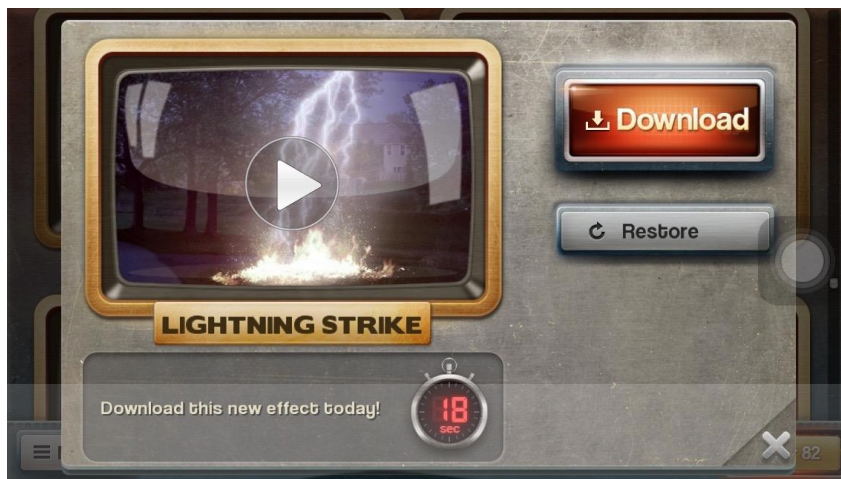 Download
Restore
LIGHTNING STRIKE
Download this new effect today!
18
sec
82